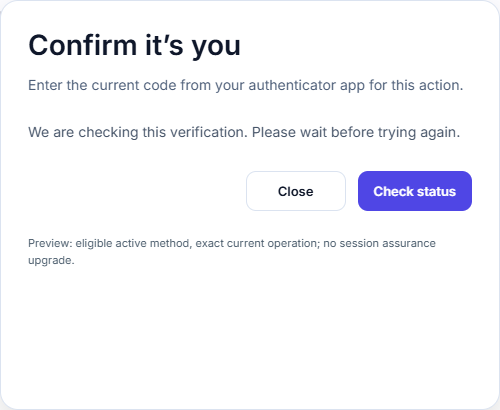 Confirm it’s you
Enter the current code from your authenticator app for this action.
We are checking this verification. Please wait before trying again.
Close
Check status
Preview: eligible active method, exact current operation; no session assurance
upgrade.